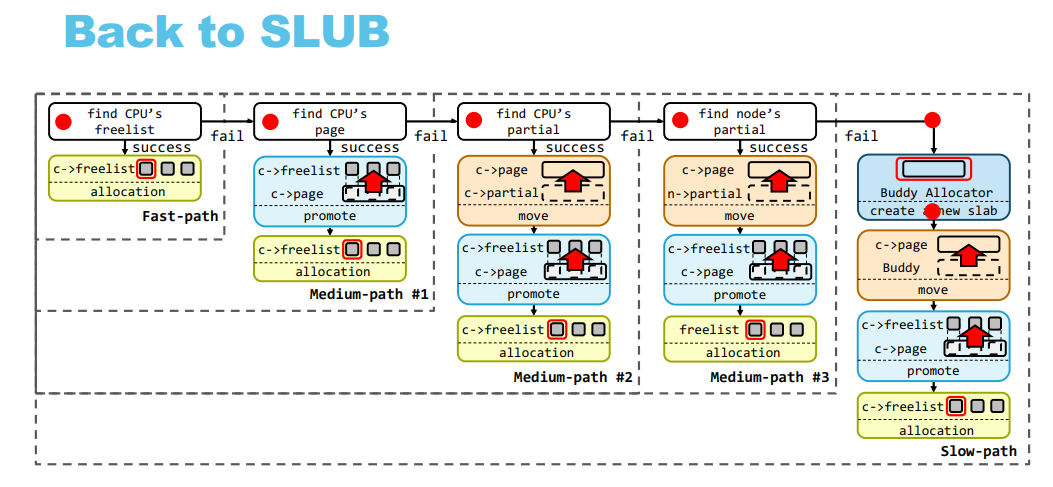 Back to SLUB
find CPU's
freelist
fail
success
c->freelist
allocation
Fast-path
find CPU's
page
fail
success
c->freelist
c->page
promote
c->freelist
allocation
Medium-path #1
find CPU's
partial
fail
success
c->page
c->partial
move
c->freelist
c->page
promote
c->freelist
allocation
Medium-path #2
find node's
partial
fail
success
c->page
n->partial
move
c->freelist
c->page
promote
freelist
allocation
Medium-path #3
Buddy Allocator
create new slab
c->page
Buddy
move
c->freelist
c->page
promote
c->freelist
allocation
Slow-path